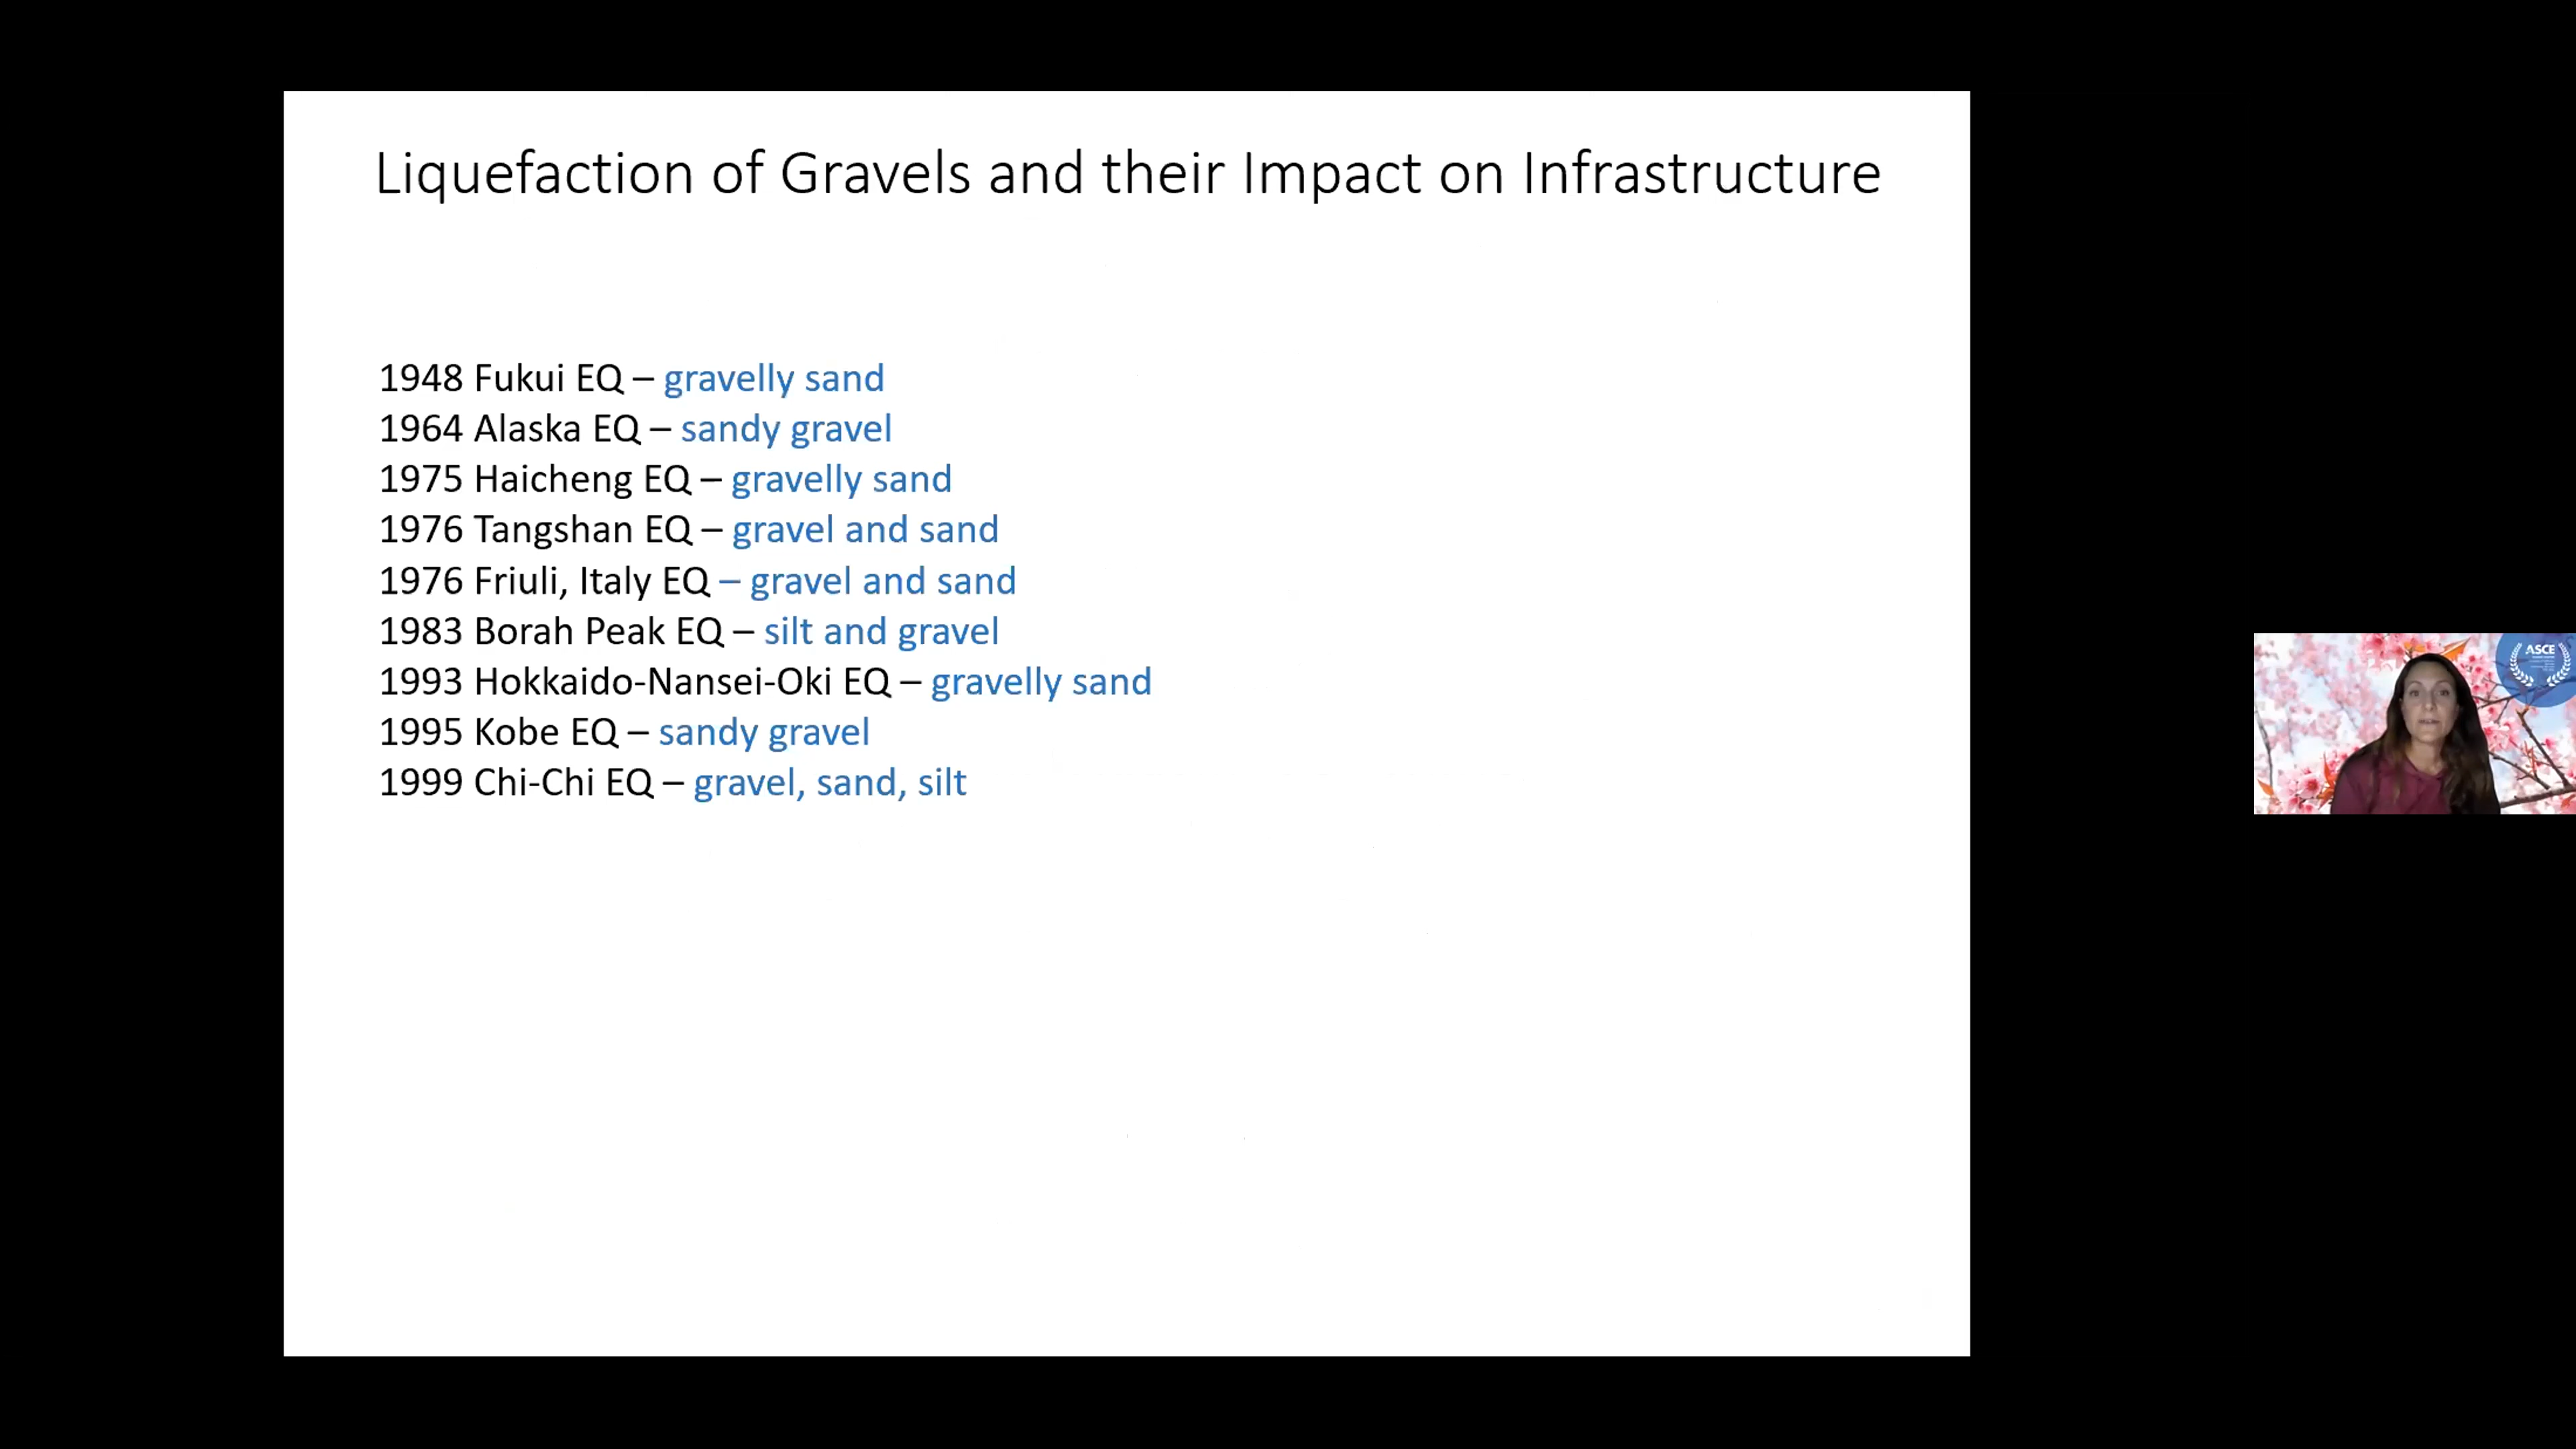 Liquefaction of Gravels and their Impact on Infrastructure
1948 Fukui EQ – gravelly sand
1964 Alaska EQ – sandy gravel
1975 Haicheng EQ – gravelly sand
1976 Tangshan EQ – gravel and sand
1976 Friuli, Italy EQ – gravel and sand
1983 Borah Peak EQ – silt and gravel
1993 Hokkaido-Nansei-Oki EQ – gravelly sand
1995 Kobe EQ – sandy gravel
1999 Chi-Chi EQ – gravel, sand, silt
ASCE